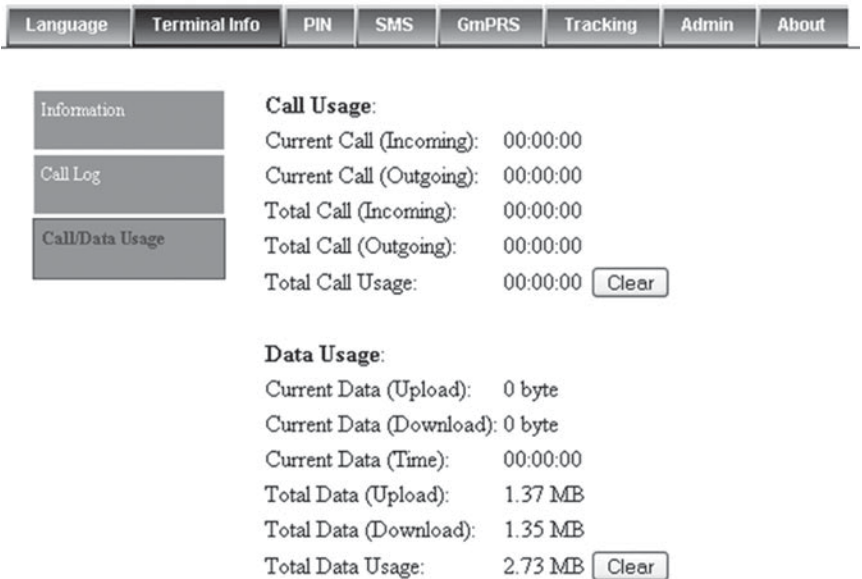 Language Terminal Info PIN SMS GmPRS Tracking Admin About
Information
Call Log
Call/Data Usage
Call Usage:
Current Call (Incoming): 00:00:00
Current Call (Outgoing): 00:00:00
Total Call (Incoming): 00:00:00
Total Call (Outgoing): 00:00:00
Total Call Usage: 00:00:00 Clear
Data Usage:
Current Data (Upload): 0 byte
Current Data (Download): 0 byte
Current Data (Time): 00:00:00
Total Data (Upload): 1.37 MB
Total Data (Download): 1.35 MB
Total Data Usage: 2.73 MB Clear